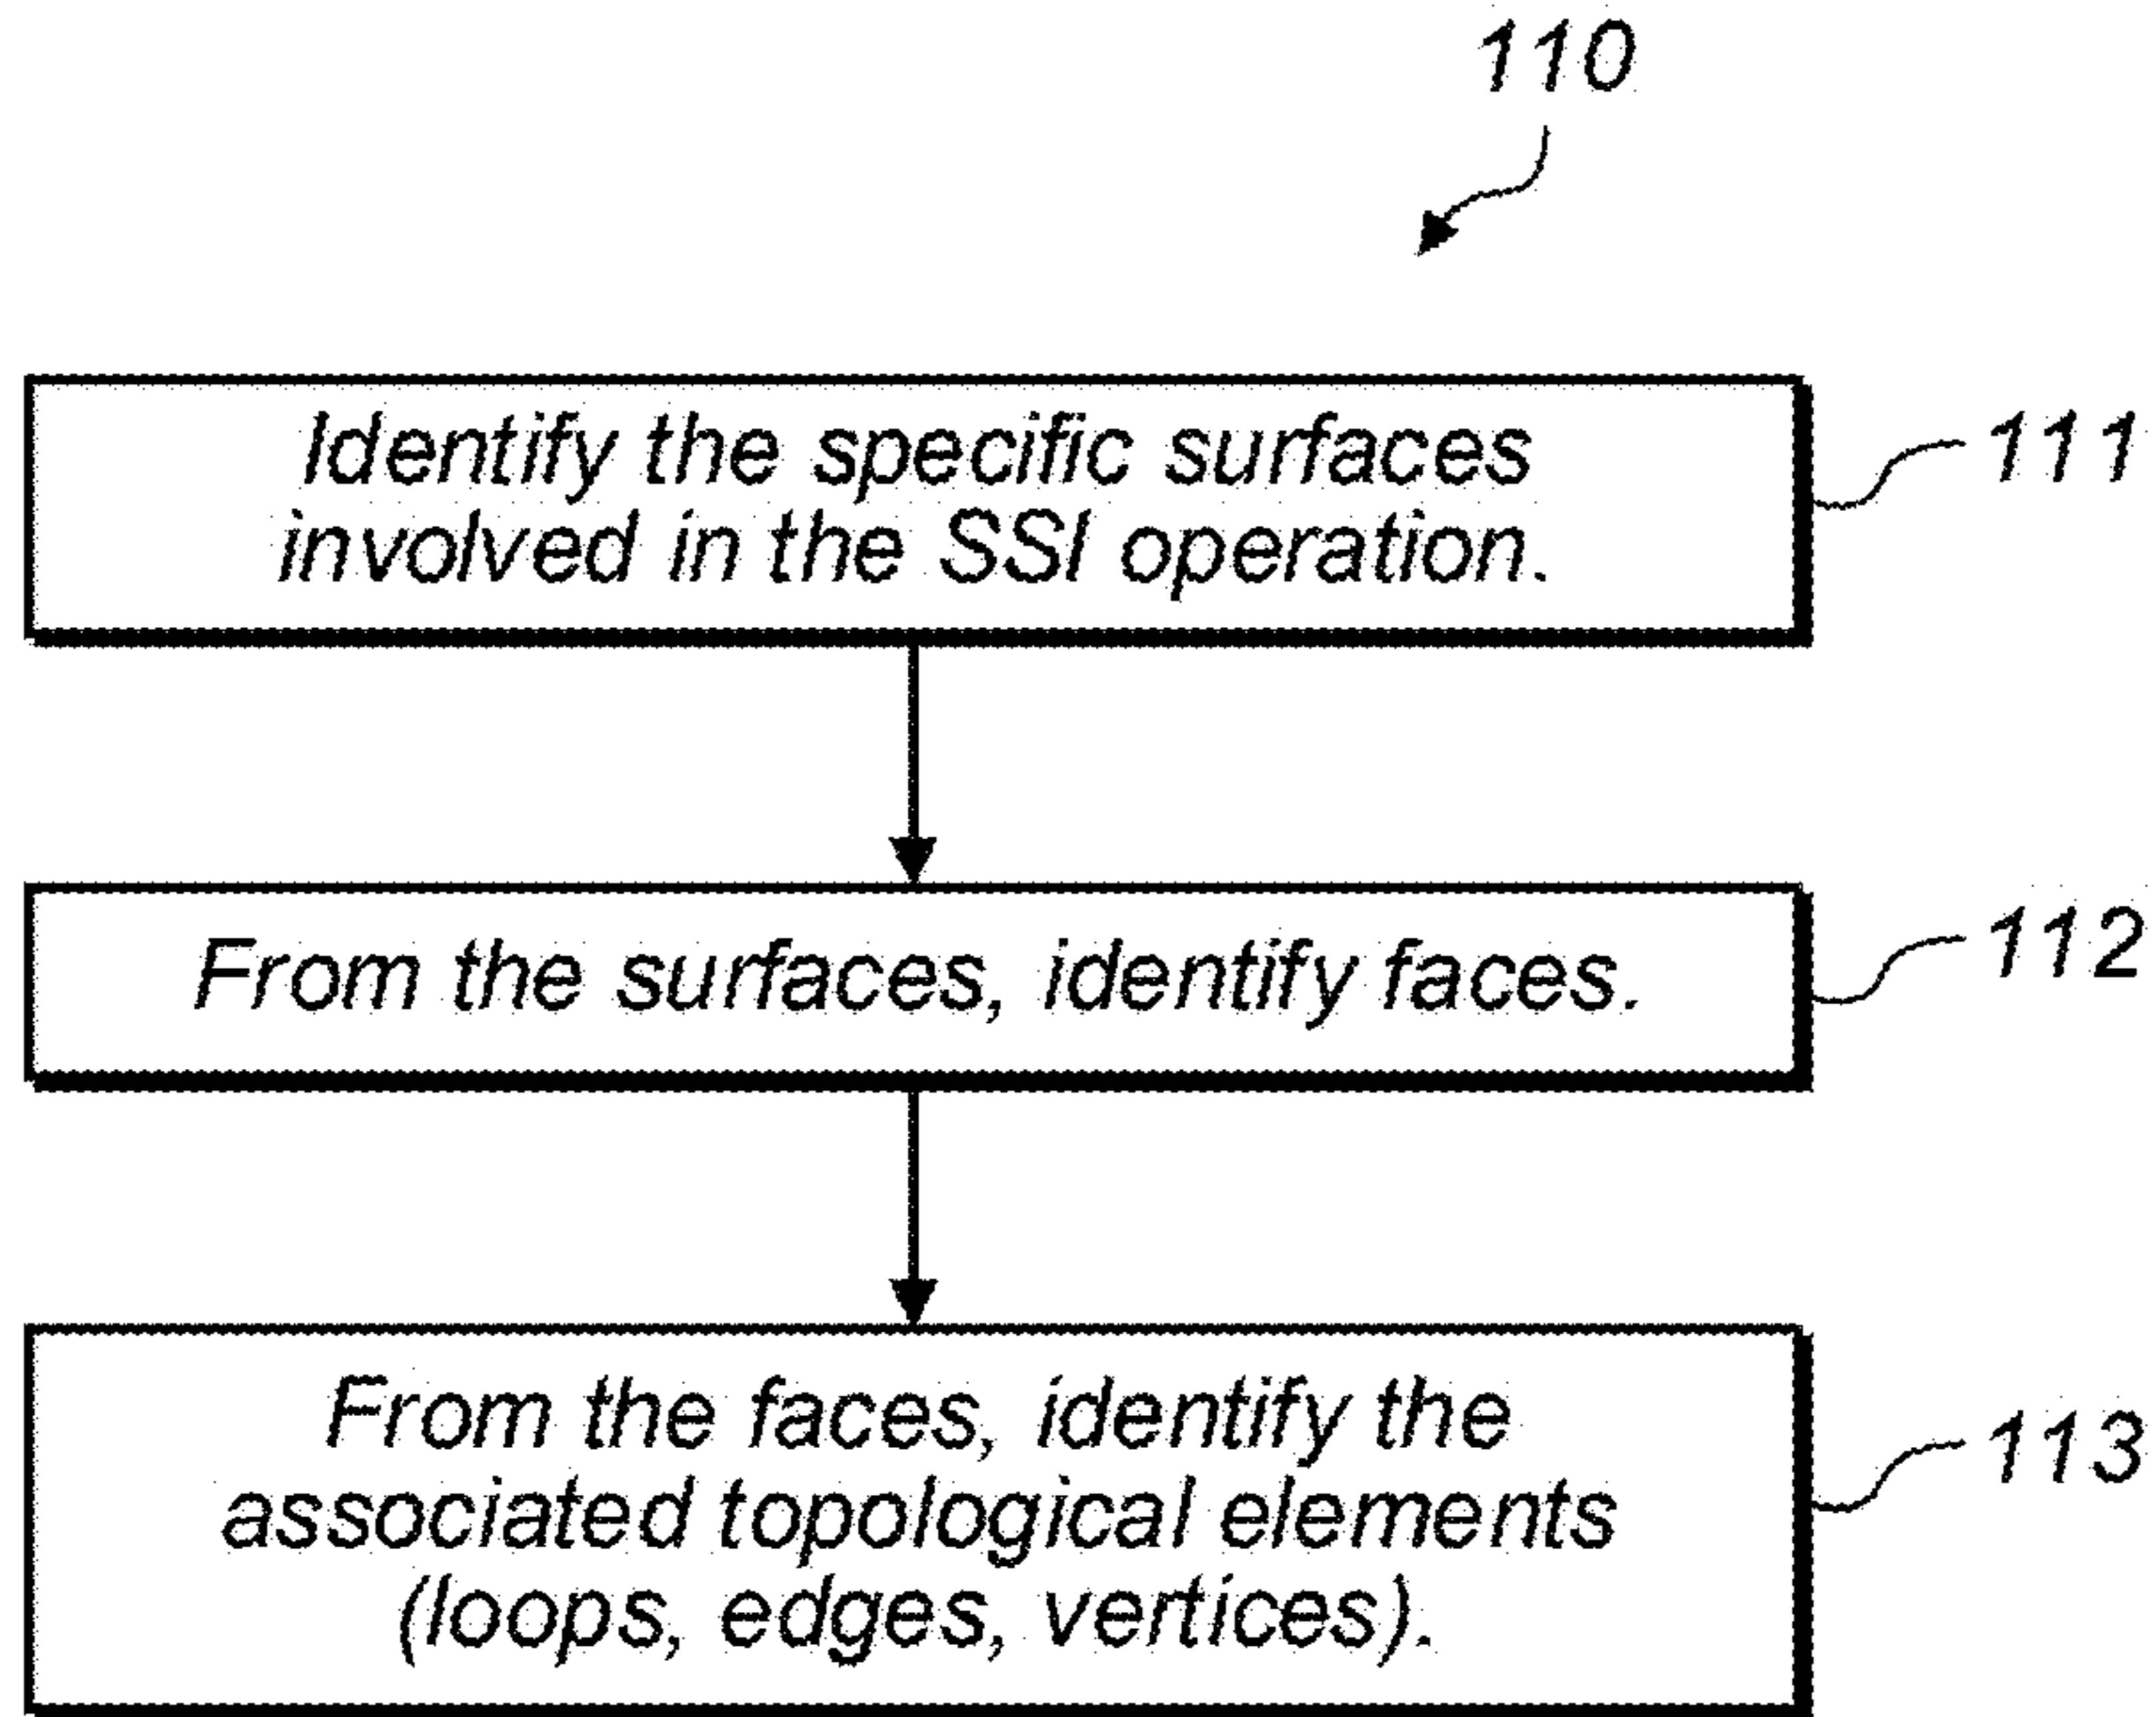 110
Identify the specific surfaces
involved in the SSI operation.
111
From the surfaces, identify faces.
112
From the faces, identify the
associated topological elements
(loops, edges, vertices).
113